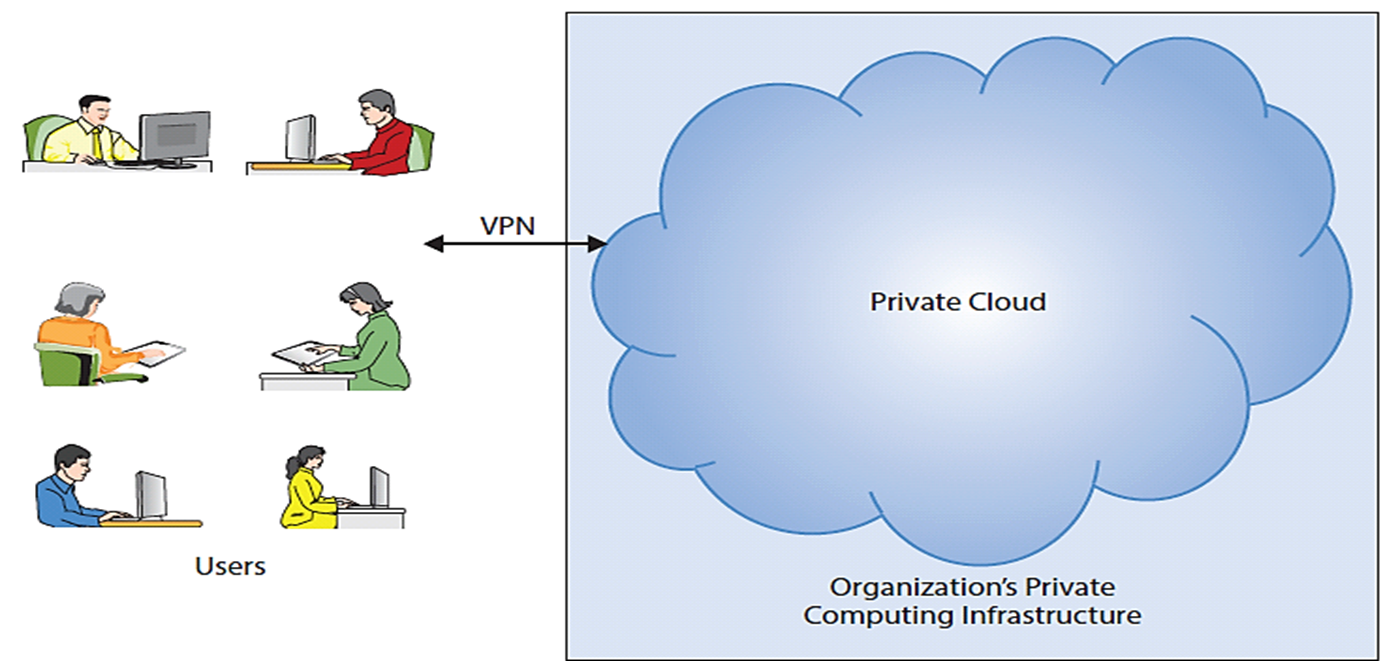 VPN
Private Cloud
Users
Organization's Private
Computing Infrastructure